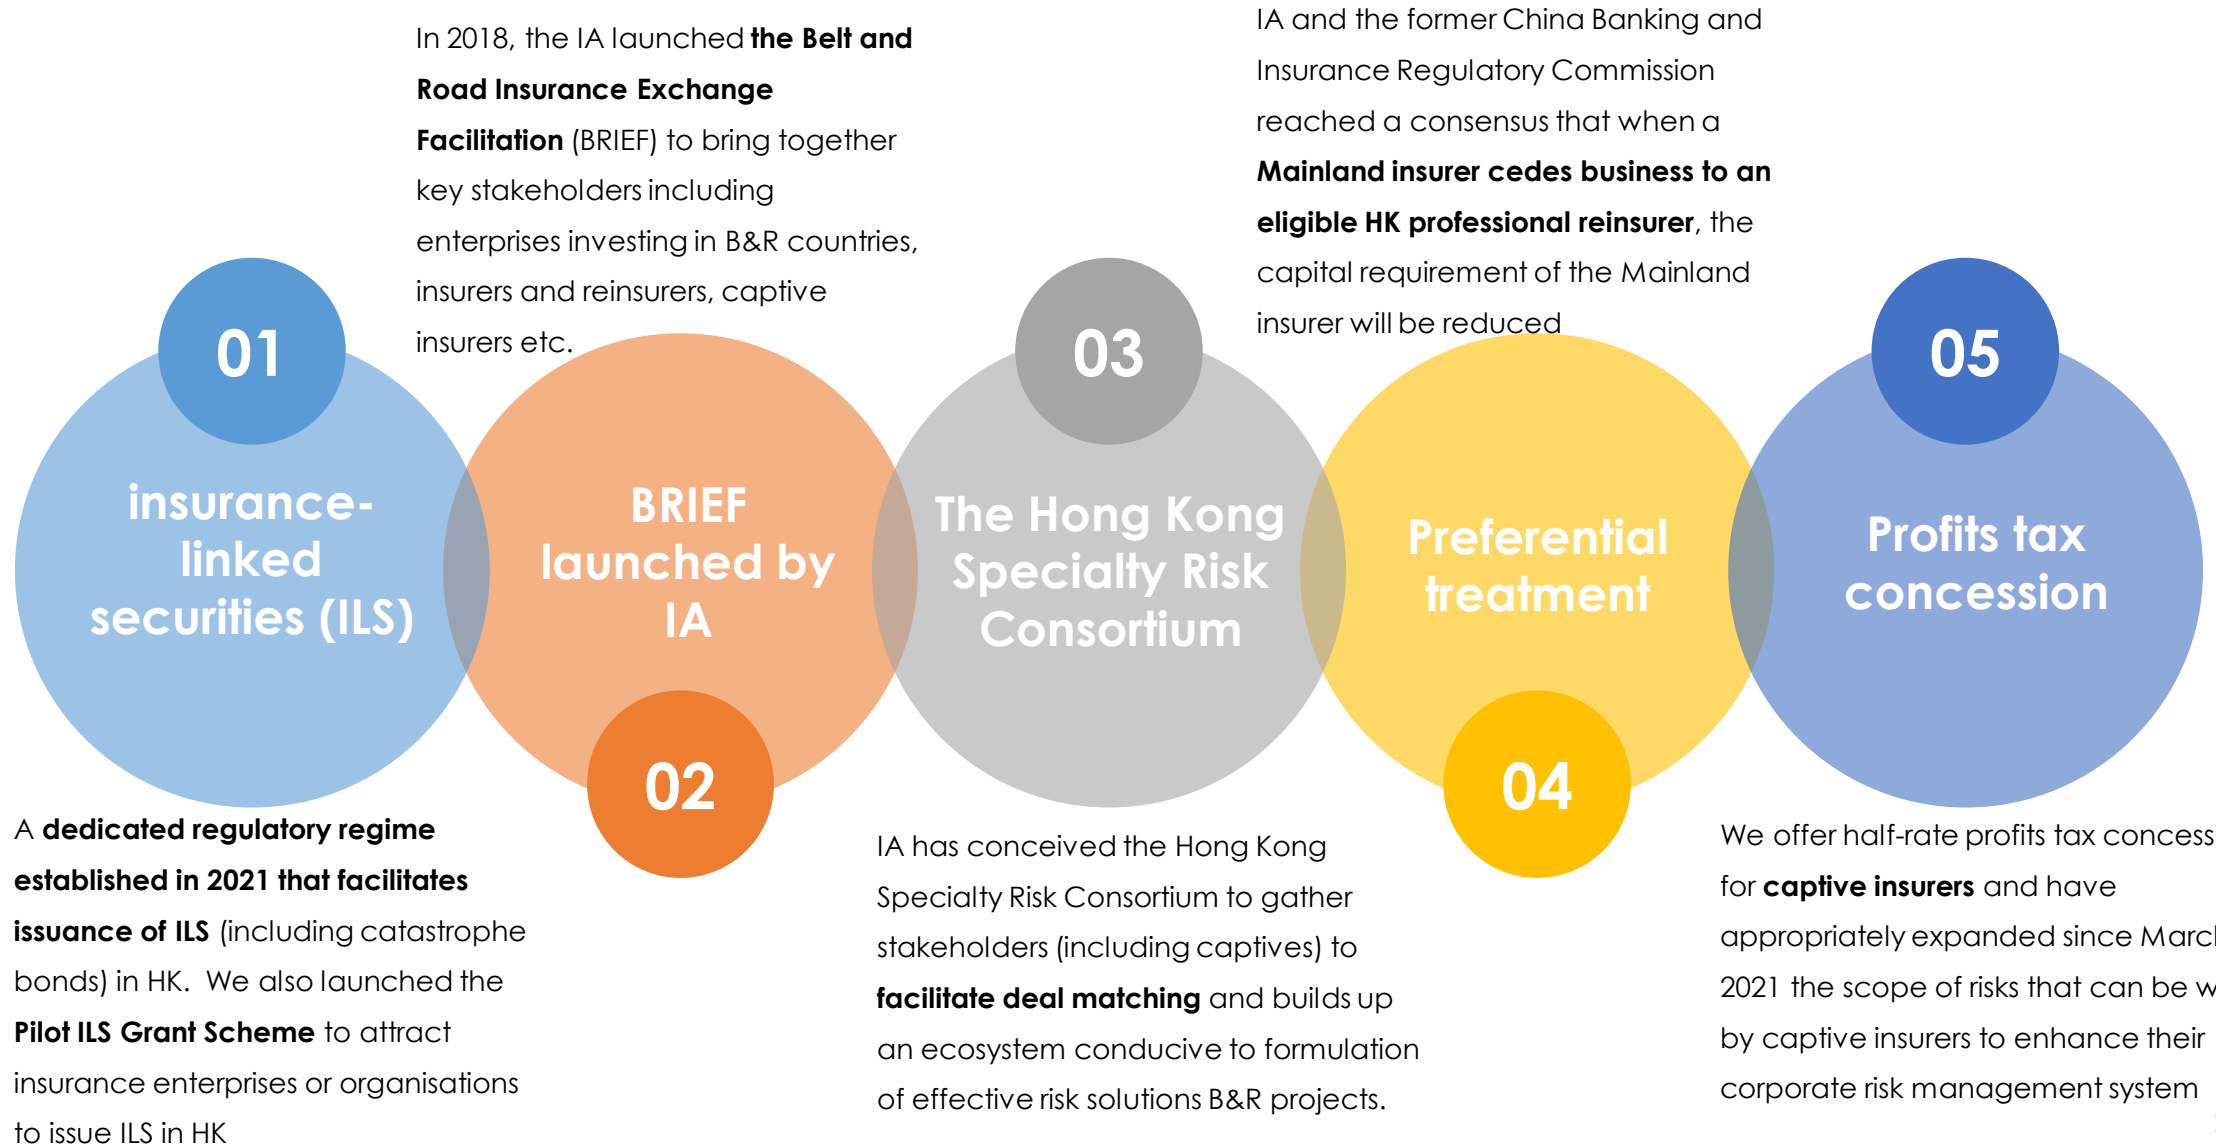 01
insurance-
linked
securities (ILS)
A dedicated regulatory regime
established in 2021 that facilitates
issuance of ILS (including catastrophe
bonds) in HK. We also launched the
Pilot ILS Grant Scheme to attract
insurance enterprises or organisations
to issue ILS in HK
In 2018, the IA launched the Belt and
Road Insurance Exchange
Facilitation (BRIEF) to bring together
key stakeholders including
enterprises investing in B&R countries,
insurers and reinsurers, captive
insurers etc.
BRIEF
launched by
IA
02
03
The Hong Kong
Specialty Risk
Consortium
IA has conceived the Hong Kong
Specialty Risk Consortium to gather
stakeholders (including captives) to
facilitate deal matching and builds up
an ecosystem conducive to formulation
of effective risk solutions B&R projects.
IA and the former China Banking and
Insurance Regulatory Commission
reached a consensus that when a
Mainland insurer cedes business to an
eligible HK professional reinsurer, the
capital requirement of the Mainland
insurer will be reduced
Preferential
treatment
04
05
Profits tax
concession
We offer half-rate profits tax
for captive insurers and have
appropriately expanded since
2021 the scope of risks that can be
by captive insurers to enhance their
corporate risk management system